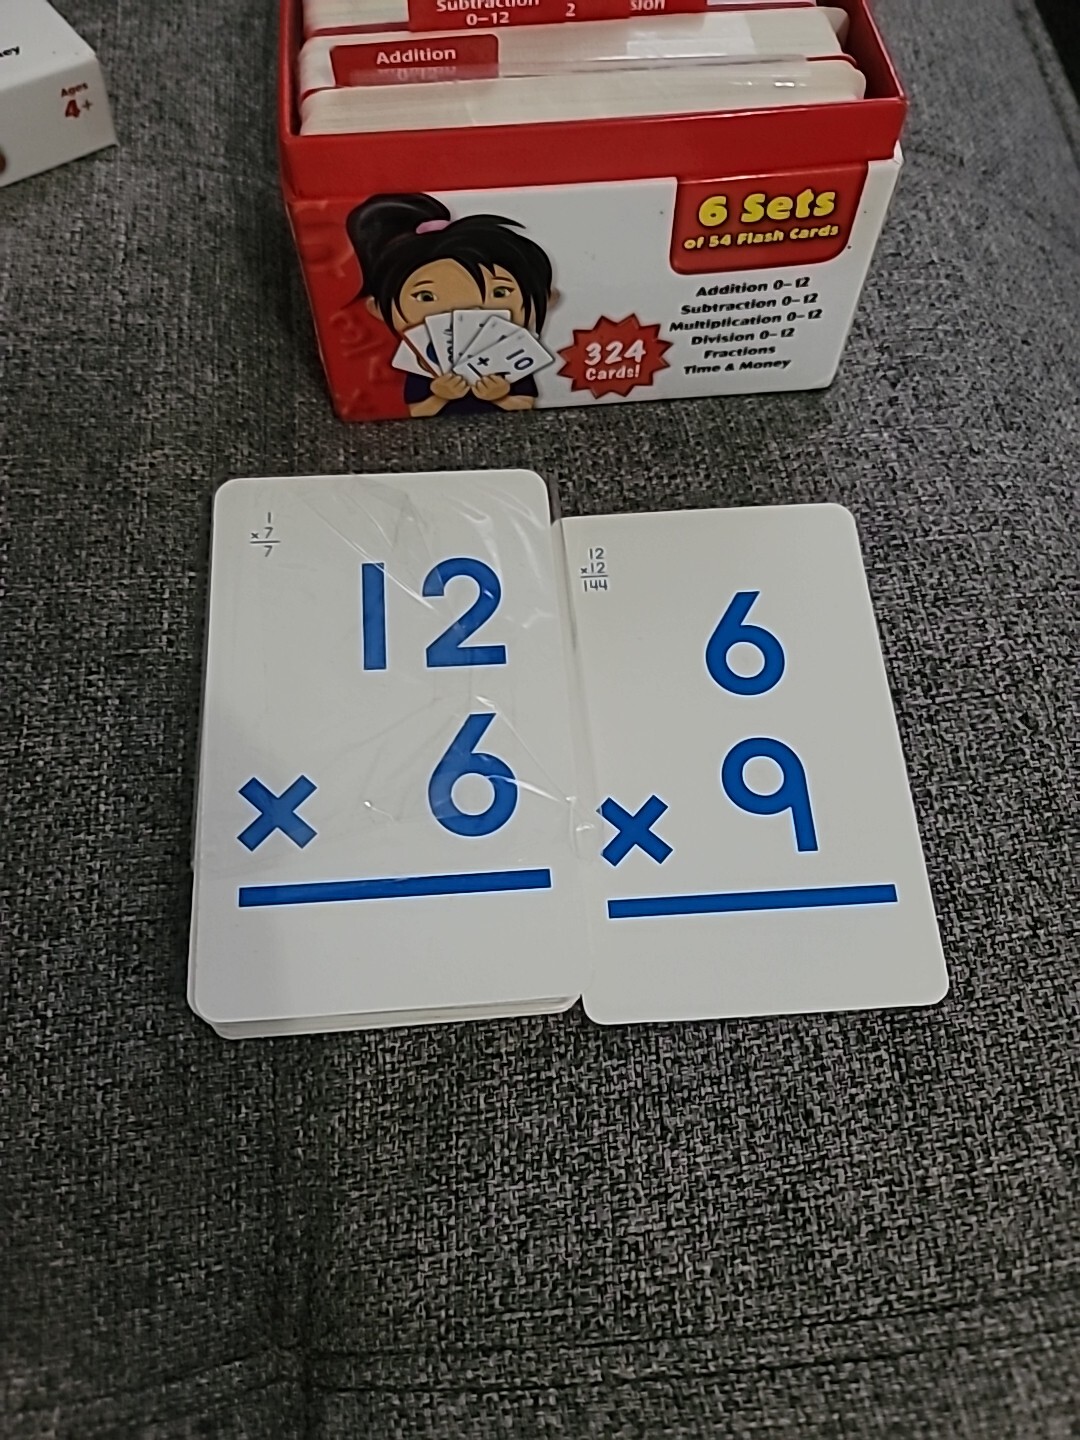 Ages
4+
Subtraction
0-12
2
sion
Addition
6 Sets
of 54 Flash Cards
Addition 0-12
Subtraction 0-12
Multiplication 0-12
Division 0-12
Fractions
Time & Money
324
Cards!
10
+
1
× 7
7
12
× 6
12
×12
144
6
× 9